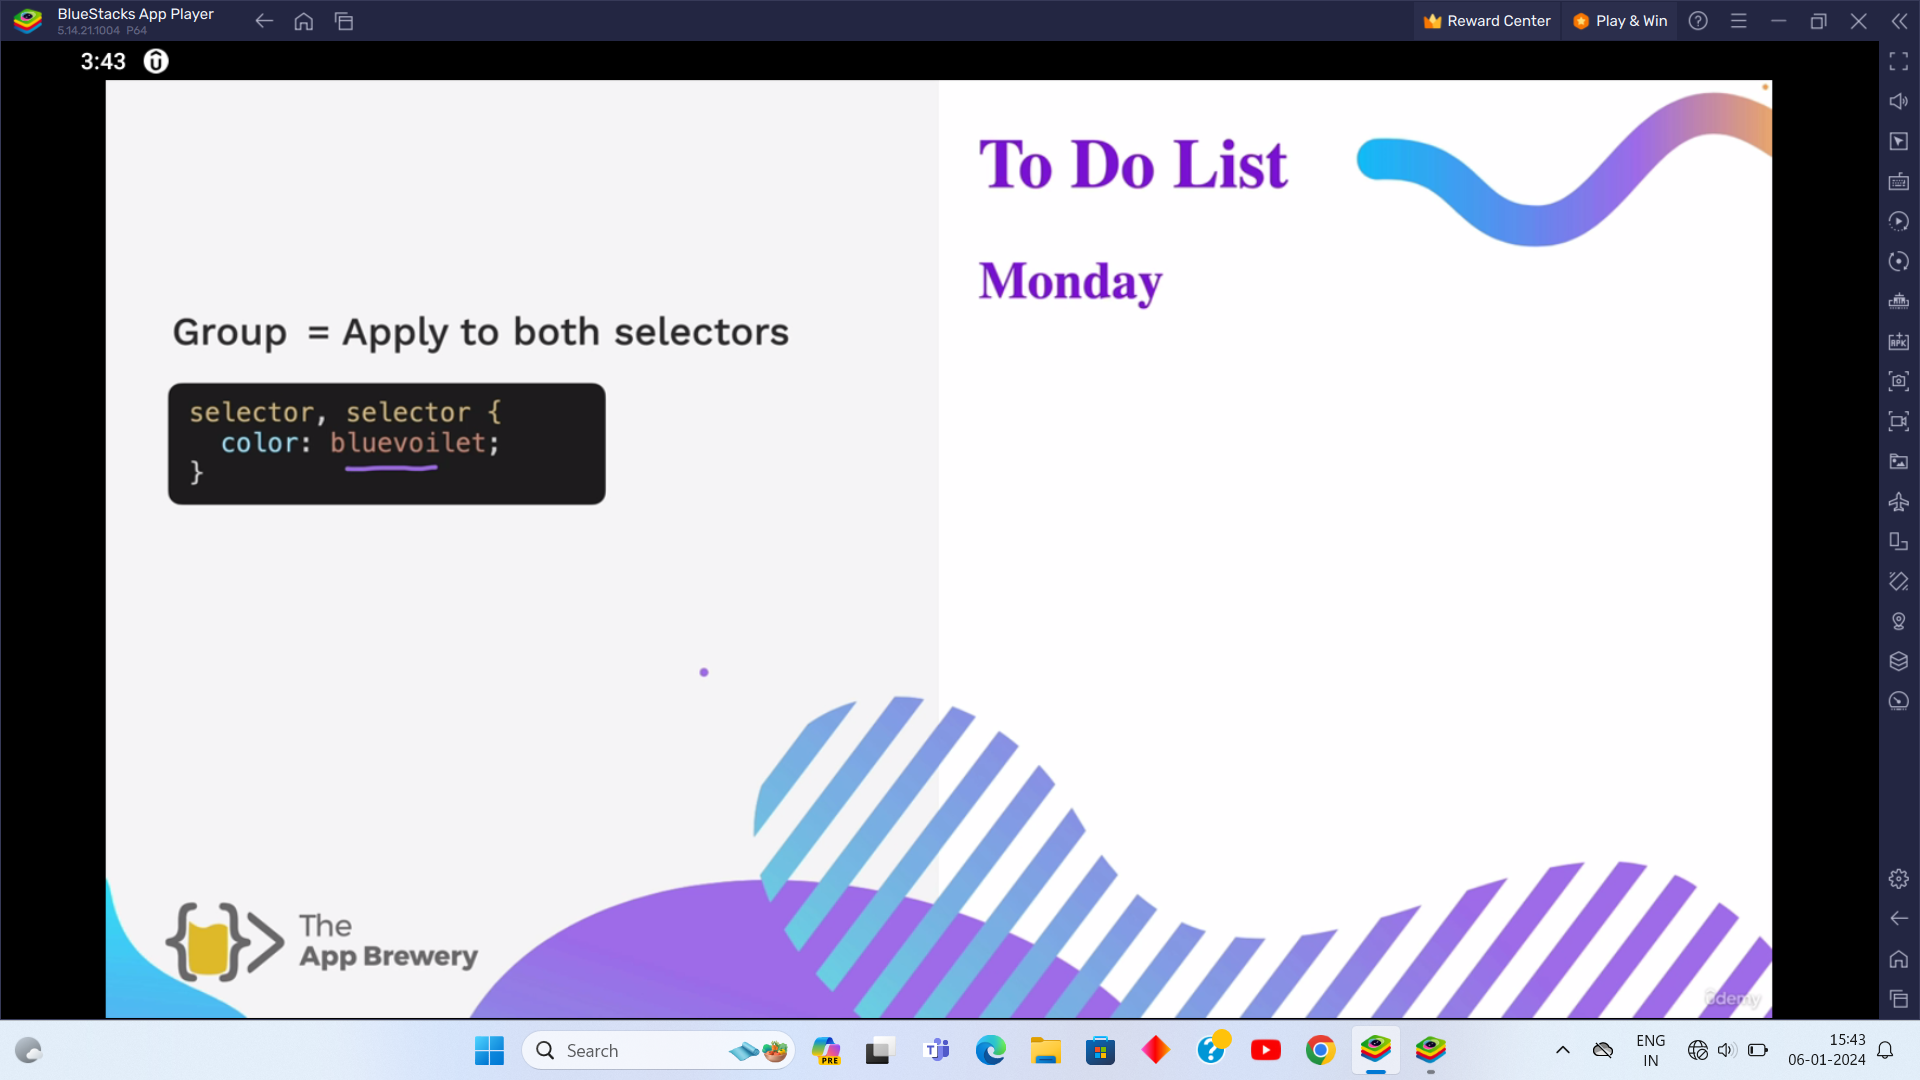 BlueStacks App Player
5.14.21.1004 P64
Reward Center
Play & Win
3:43
To Do List
Monday
Group = Apply to both selectors
selector, selector {
color: bluevoilet;
}
The
App Brewery
ûdemy
Search
PRE
ENG
IN
15:43
06-01-2024